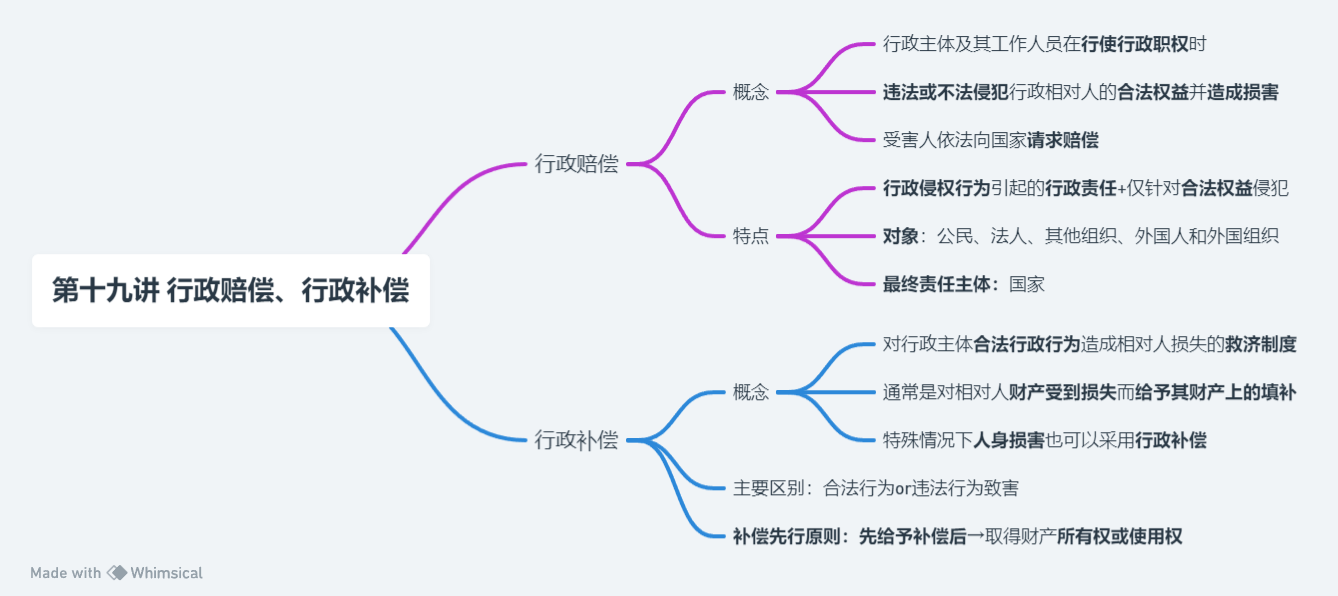 第十九讲 行政赔偿、行政补偿
行政赔偿
概念
行政主体及其工作人员在行使行政职权时
违法或不法侵犯行政相对人的合法权益并造成损害
受害人依法向国家请求赔偿
特点
行政侵权行为引起的行政责任+仅针对合法权益侵犯
对象：公民、法人、其他组织、外国人和外国组织
最终责任主体：国家
行政补偿
概念
对行政主体合法行政行为造成相对人损失的救济制度
通常是对相对人财产受到损失而给予其财产上的填补
特殊情况下人身损害也可以采用行政补偿
主要区别：合法行为or违法行为致害
补偿先行原则：先给予补偿后→取得财产所有权或使用权
Made with Whimsical